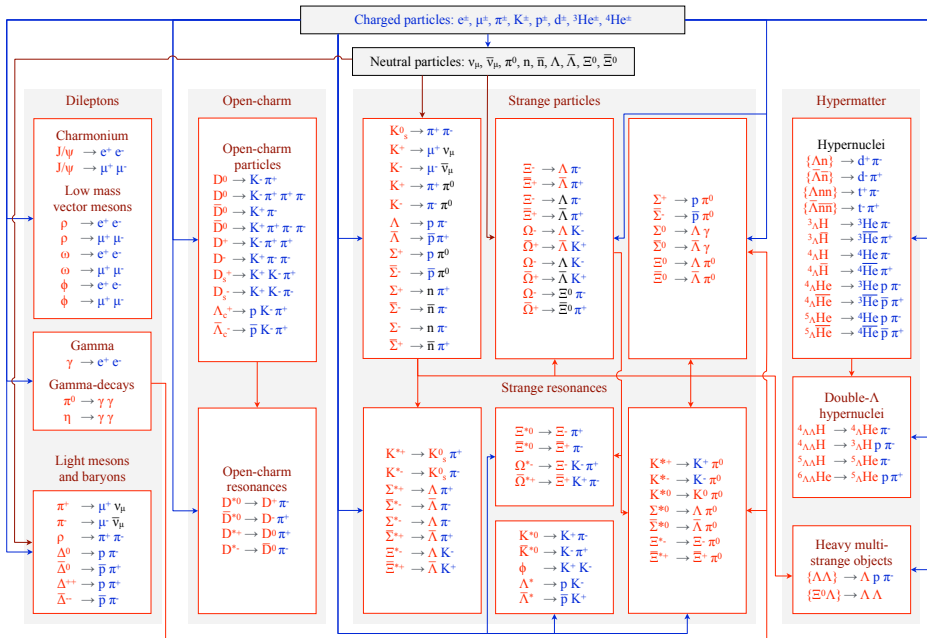 Charged particles: e±, μ±, π±, K±, p±, d±, ³He±, ⁴He±
Neutral particles: νμ, ν̅μ, π⁰, n, n̅, Λ, Λ̅, Ξ⁰, Ξ̅⁰
Dileptons
Charmonium
J/ψ → e⁺ e⁻
J/ψ → μ⁺ μ⁻
Low mass
vector mesons
ρ → e⁺ e⁻
ρ → μ⁺ μ⁻
ω → e⁺ e⁻
ω → μ⁺ μ⁻
ϕ → e⁺ e⁻
ϕ → μ⁺ μ⁻
Gamma
γ → e⁺ e⁻
Gamma-decays
π⁰ → γ γ
η → γ γ
Light mesons
and baryons
π⁺ → μ⁺ νμ
π⁻ → μ⁻ ν̅μ
ρ → π⁺ π⁻
Δ⁰ → p π⁻
Δ̅⁰ → p̅ π⁺
Δ⁺⁺ → p π⁺
Δ̅⁻⁻ → p̅ π⁻
Open-charm
Open-charm
particles
D⁰ → K⁻ π⁺
D⁰ → K⁻ π⁺ π⁺ π⁻
D̅⁰ → K⁺ π⁻
D̅⁰ → K⁺ π⁺ π⁻ π⁻
D⁺ → K⁻ π⁺ π⁺
D⁻ → K⁺ π⁻ π⁻
Dₛ⁺ → K⁺ K⁻ π⁺
Dₛ⁻ → K⁺ K⁻ π⁻
Λc⁺ → p K⁻ π⁺
Λ̅c⁻ → p̅ K⁺ π⁻
Open-charm
resonances
D*⁰ → D⁺ π⁻
D̅*⁰ → D⁻ π⁺
D*⁺ → D⁰ π⁺
D*⁻ → D̅⁰ π⁻
Strange particles
K⁰ₛ → π⁺ π⁻
K⁺ → μ⁺ νμ
K⁻ → μ⁻ ν̅μ
K⁺ → π⁺ π⁰
K⁻ → π⁻ π⁰
Λ → p π⁻
Λ̅ → p̅ π⁺
Σ⁺ → p π⁰
Σ̅⁻ → p̅ π⁰
Σ⁺ → n π⁺
Σ̅⁻ → n̅ π⁻
Σ⁻ → n π⁻
Σ̅⁺ → n̅ π⁺
Ξ⁻ → Λ π⁻
Ξ̅⁺ → Λ̅ π⁺
Ξ⁻ → Λ π⁻
Ξ̅⁺ → Λ̅ π⁺
Ω⁻ → Λ K⁻
Ω̅⁺ → Λ̅ K⁺
Ω⁻ → Λ K⁻
Ω̅⁺ → Λ̅ K⁺
Ω⁻ → Ξ⁰ π⁻
Ω̅⁺ → Ξ̅⁰ π⁺
Σ⁺ → p π⁰
Σ̅⁻ → p̅ π⁰
Σ⁰ → Λ γ
Σ̅⁰ → Λ̅ γ
Ξ⁰ → Λ π⁰
Ξ̅⁰ → Λ̅ π⁰
Strange resonances
K*⁺ → K⁰ₛ π⁺
K*⁻ → K⁰ₛ π⁻
Σ*⁺ → Λ π⁺
Σ̅*⁻ → Λ̅ π⁻
Σ*⁻ → Λ π⁻
Σ̅*⁺ → Λ̅ π⁺
Ξ*⁻ → Λ K⁻
Ξ̅*⁺ → Λ̅ K⁺
Ξ*⁰ → Ξ⁻ π⁺
Ξ̅*⁰ → Ξ̅⁺ π⁻
Ω*⁻ → Ξ⁻ K⁻ π⁺
Ω̅*⁺ → Ξ̅⁺ K⁺ π⁻
K*⁰ → K⁺ π⁻
K̅*⁰ → K⁻ π⁺
ϕ → K⁺ K⁻
Λ* → p K⁻
Λ̅* → p̅ K⁺
K*⁺ → K⁺ π⁰
K*⁻ → K⁻ π⁰
K*⁰ → K⁰ π⁰
Σ*⁰ → Λ π⁰
Σ̅*⁰ → Λ̅ π⁰
Ξ*⁻ → Ξ⁻ π⁰
Ξ̅*⁺ → Ξ̅⁺ π⁰
Hypermatter
Hypernuclei
{Λn} → d⁺ π⁻
{Λ̅n̅} → d⁻ π⁺
{Λnn} → t⁺ π⁻
{Λ̅n̅n̅} → t⁻ π⁺
³ΛH → ³He π⁻
³ΛH̅ → ³H̅e̅ π⁺
⁴ΛH → ⁴He π⁻
⁴ΛH̅ → ⁴H̅e̅ π⁺
⁴ΛHe → ³He p π⁻
⁴ΛH̅e̅ → ³H̅e̅ p̅ π⁺
⁵ΛHe → ⁴He p π⁻
⁵ΛH̅e̅ → ⁴H̅e̅ p̅ π⁺
Double-Λ
hypernuclei
⁴ΛΛH → ⁴ΛHe π⁻
⁴ΛΛH → ³ΛH p π⁻
⁵ΛΛH → ⁵ΛHe π⁻
⁶ΛΛHe → ⁵ΛHe p π⁻
Heavy multi-
strange objects
{ΛΛ} → Λ p π⁻
{Ξ⁰Λ} → Λ Λ